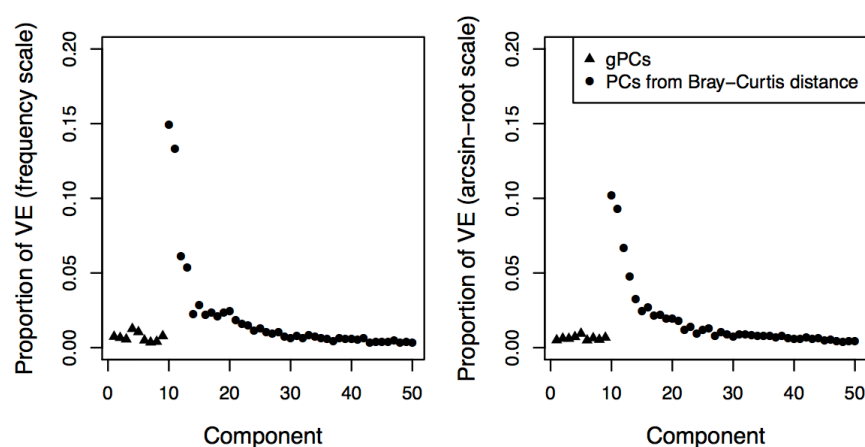 Proportion of VE (frequency scale)
0.00 0.05 0.10 0.15 0.20
0 10 20 30 40 50
Component
Proportion of VE (arcsin−root scale)
0.00 0.05 0.10 0.15 0.20
gPCs
PCs from Bray−Curtis distance
0 10 20 30 40 50
Component